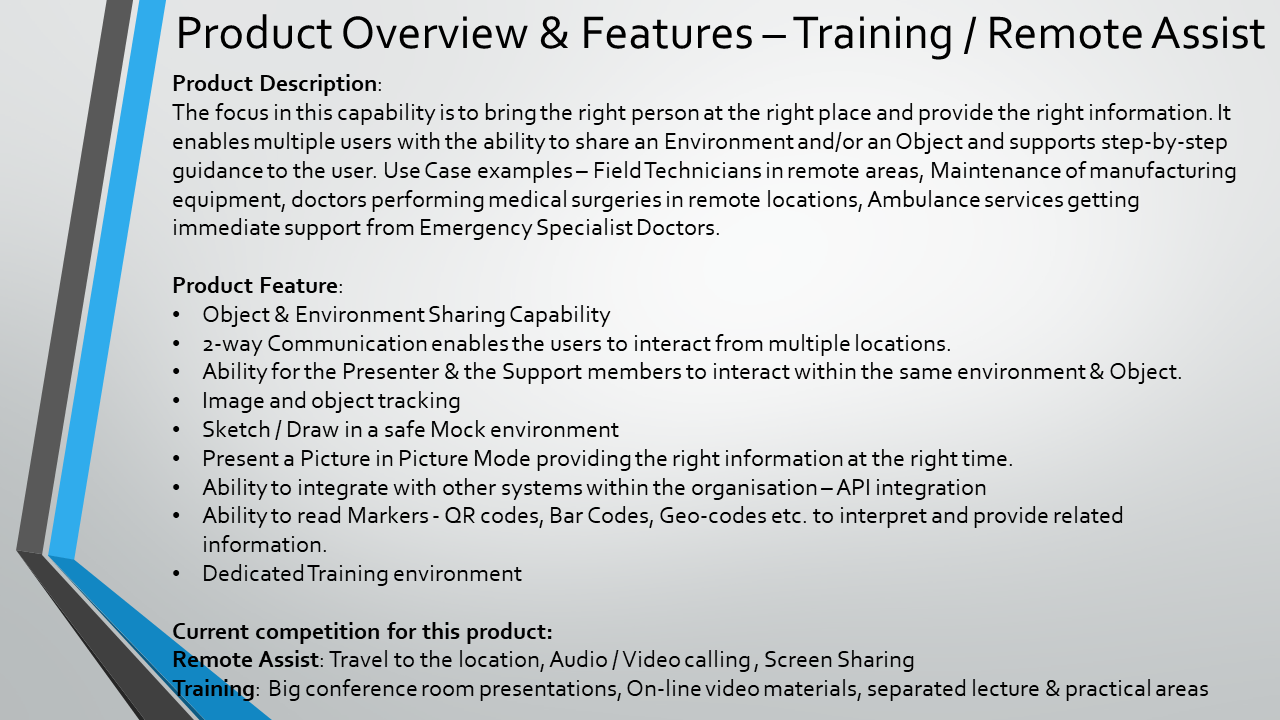 Product Overview & Features – Training / Remote Assist
Product Description:
The focus in this capability is to bring the right person at the right place and provide the right information. It
enables multiple users with the ability to share an Environment and/or an Object and supports step-by-step
guidance to the user. Use Case examples – Field Technicians in remote areas, Maintenance of manufacturing
equipment, doctors performing medical surgeries in remote locations, Ambulance services getting
immediate support from Emergency Specialist Doctors.
Product Feature:
• Object & Environment Sharing Capability
• 2-way Communication enables the users to interact from multiple locations.
• Ability for the Presenter & the Support members to interact within the same environment & Object.
• Image and object tracking
• Sketch / Draw in a safe Mock environment
• Present a Picture in Picture Mode providing the right information at the right time.
• Ability to integrate with other systems within the organisation – API integration
• Ability to read Markers - QR codes, Bar Codes, Geo-codes etc. to interpret and provide related
information.
• Dedicated Training environment
Current competition for this product:
Remote Assist: Travel to the location, Audio / Video calling , Screen Sharing
Training: Big conference room presentations, On-line video materials, separated lecture & practical areas